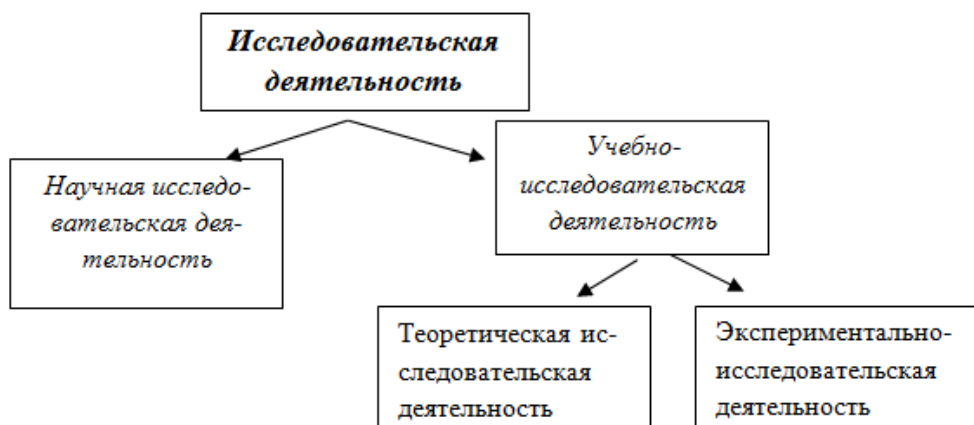 Исследовательская
деятельность
Научная исследо-
вательская дея-
тельность
Учебно-
исследовательская
деятельность
Теоретическая ис-
следовательская
деятельность
Экспериментально-
исследовательская
деятельность